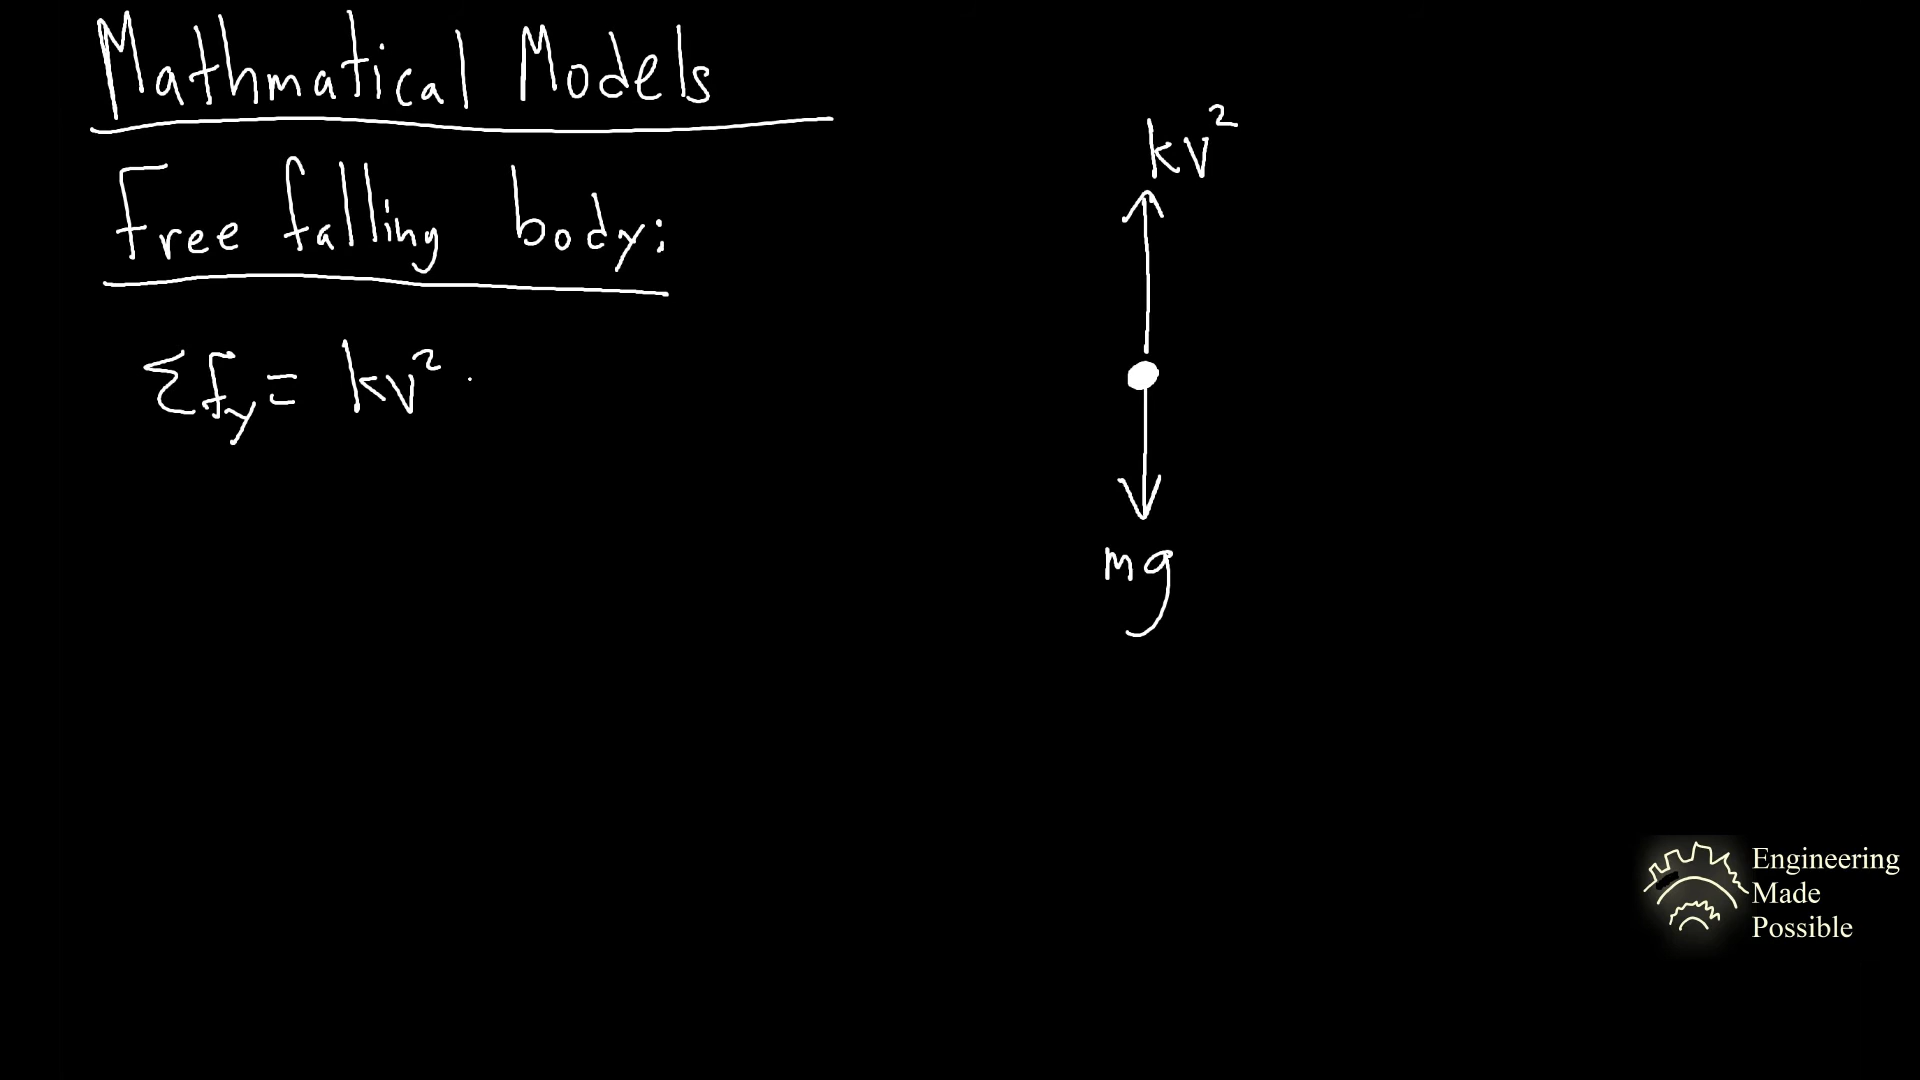 Mathmatical Models
Free falling body:
Σfy = kv² -
kv²
mg
Engineering
Made
Possible